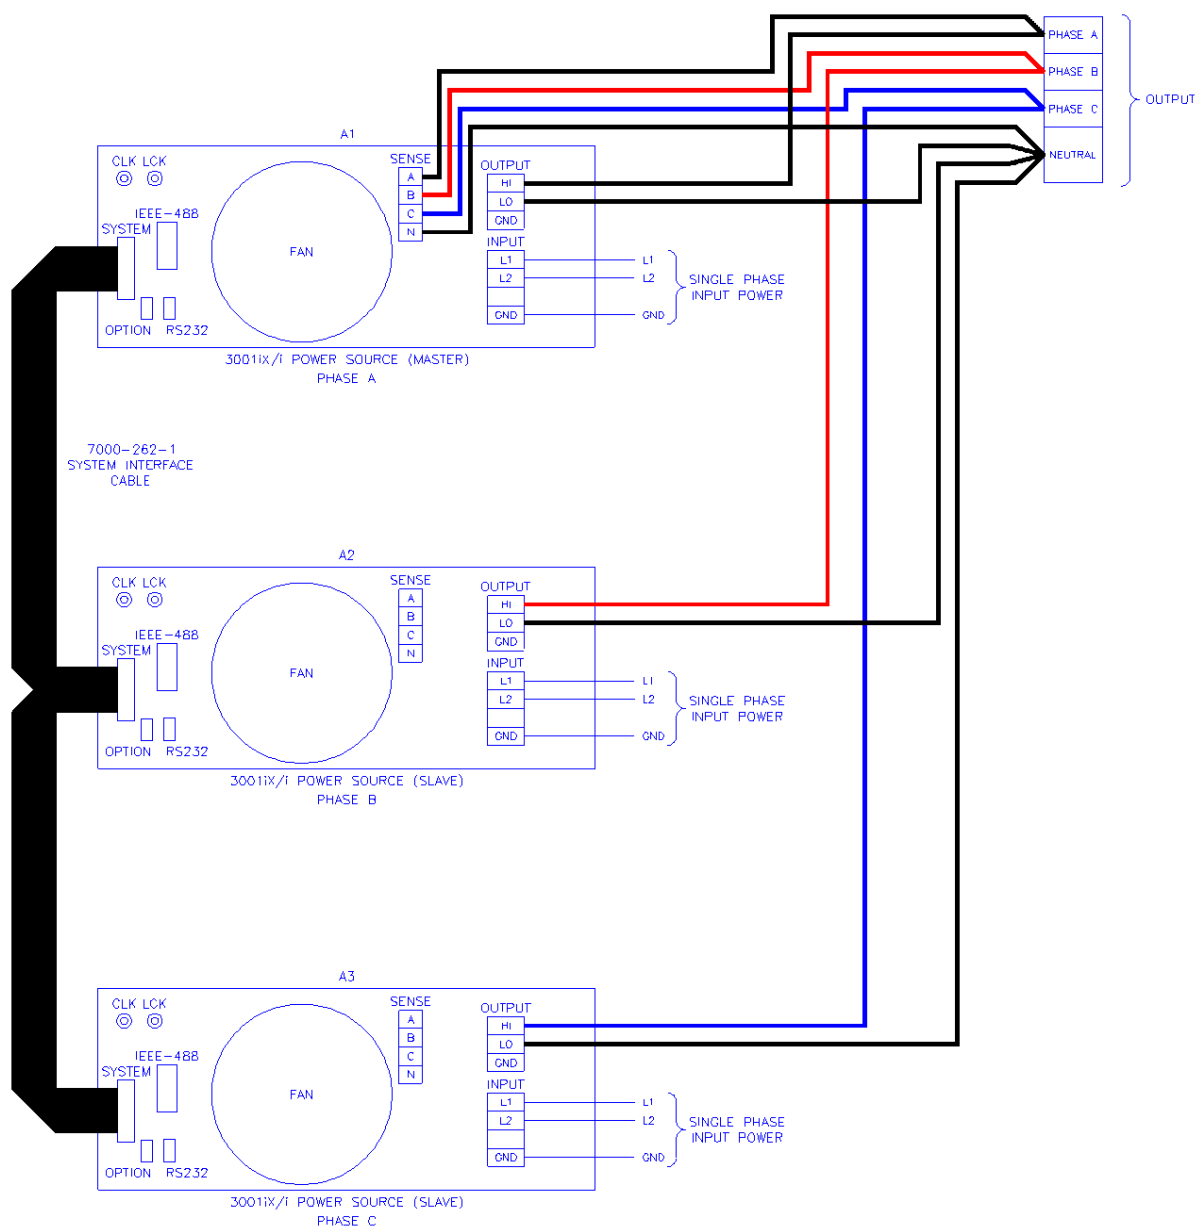 PHASE A
PHASE B
PHASE C
NEUTRAL
OUTPUT
A1
CLK LCK
SENSE
A
B
C
N
OUTPUT
HI
LO
GND
IEEE-488
SYSTEM
FAN
INPUT
L1
L2
GND
L1
L2
GND
SINGLE PHASE
INPUT POWER
OPTION RS232
3001iX/i POWER SOURCE (MASTER)
PHASE A
7000-262-1
SYSTEM INTERFACE
CABLE
A2
CLK LCK
SENSE
A
B
C
N
OUTPUT
HI
LO
GND
IEEE-488
SYSTEM
FAN
INPUT
L1
L2
GND
L1
L2
GND
SINGLE PHASE
INPUT POWER
OPTION RS232
3001iX/i POWER SOURCE (SLAVE)
PHASE B
A3
CLK LCK
SENSE
A
B
C
N
OUTPUT
HI
LO
GND
IEEE-488
SYSTEM
FAN
INPUT
L1
L2
GND
L1
L2
GND
SINGLE PHASE
INPUT POWER
OPTION RS232
3001iX/i POWER SOURCE (SLAVE)
PHASE C